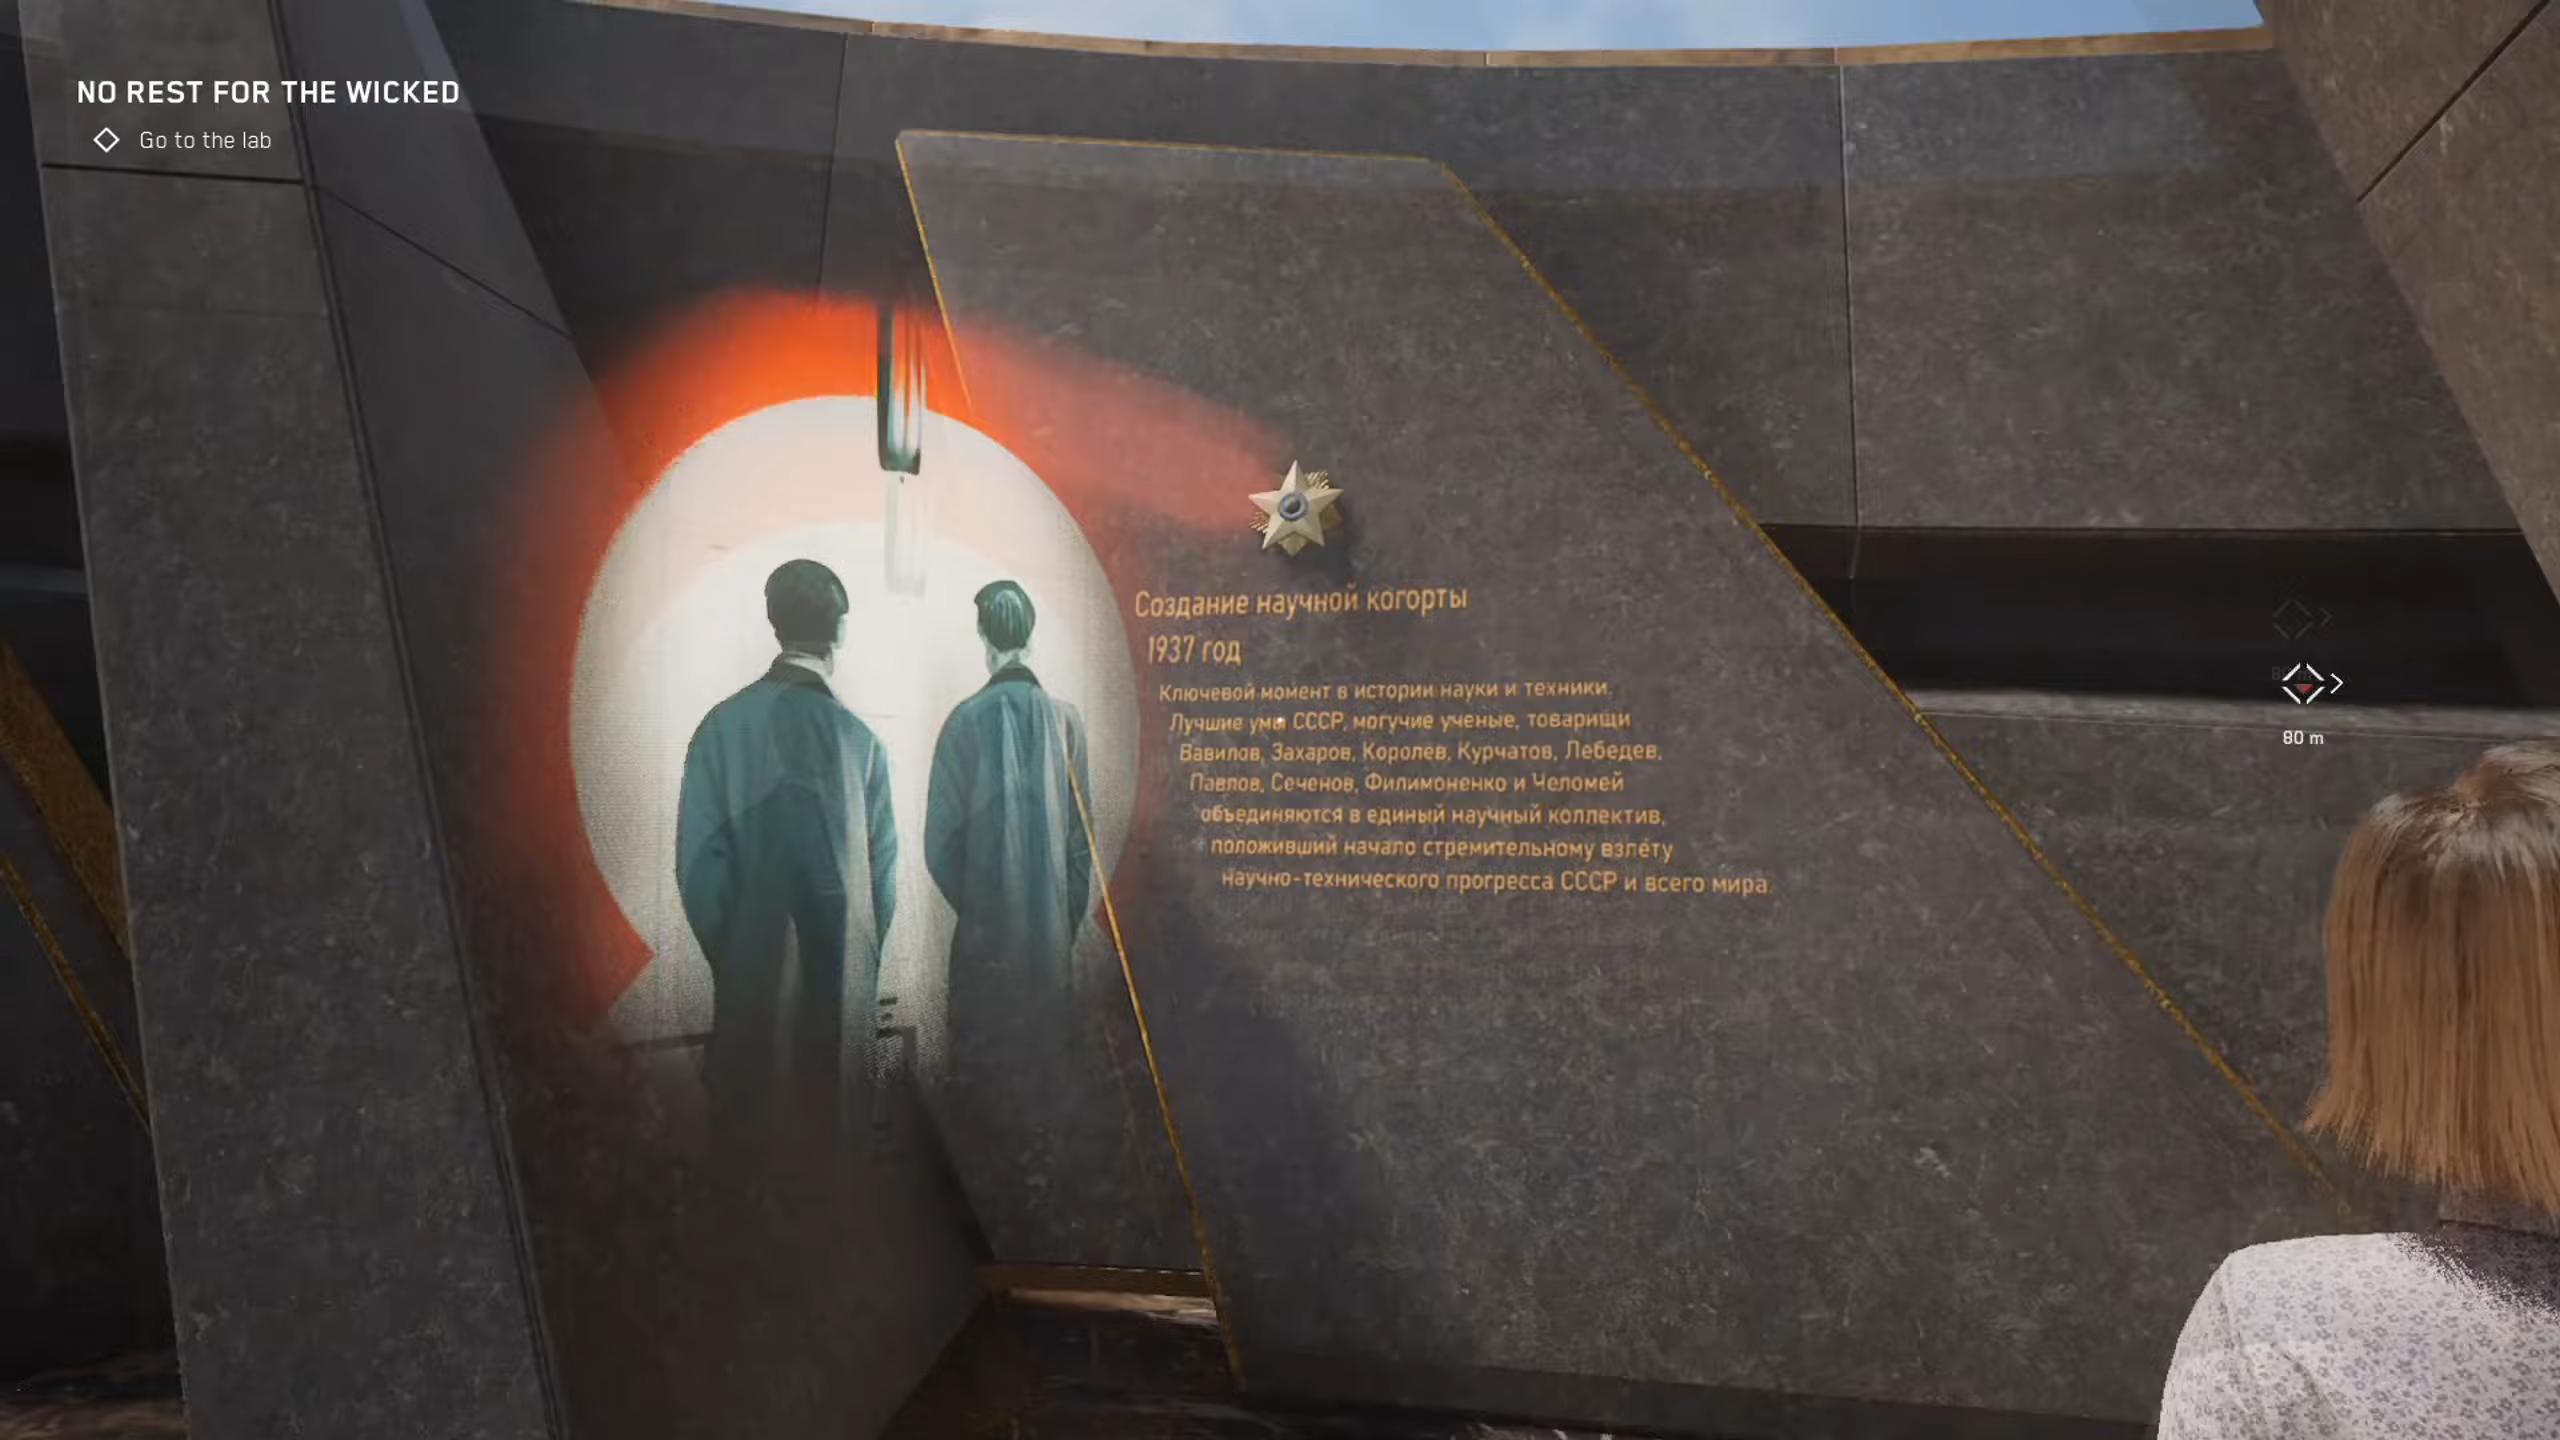 NO REST FOR THE WICKED
Go to the lab
Создание научной когорты
1937 год
Ключевой момент в истории науки и техники.
Лучшие умы СССР, могучие ученые, товарищи
Вавилов, Захаров, Королев, Курчатов, Лебедев,
Павлов, Сеченов, Филимоненко и Челомей
объединяются в единый научный коллектив,
положивший начало стремительному взлёту
научно-технического прогресса СССР и всего мира.
80 m